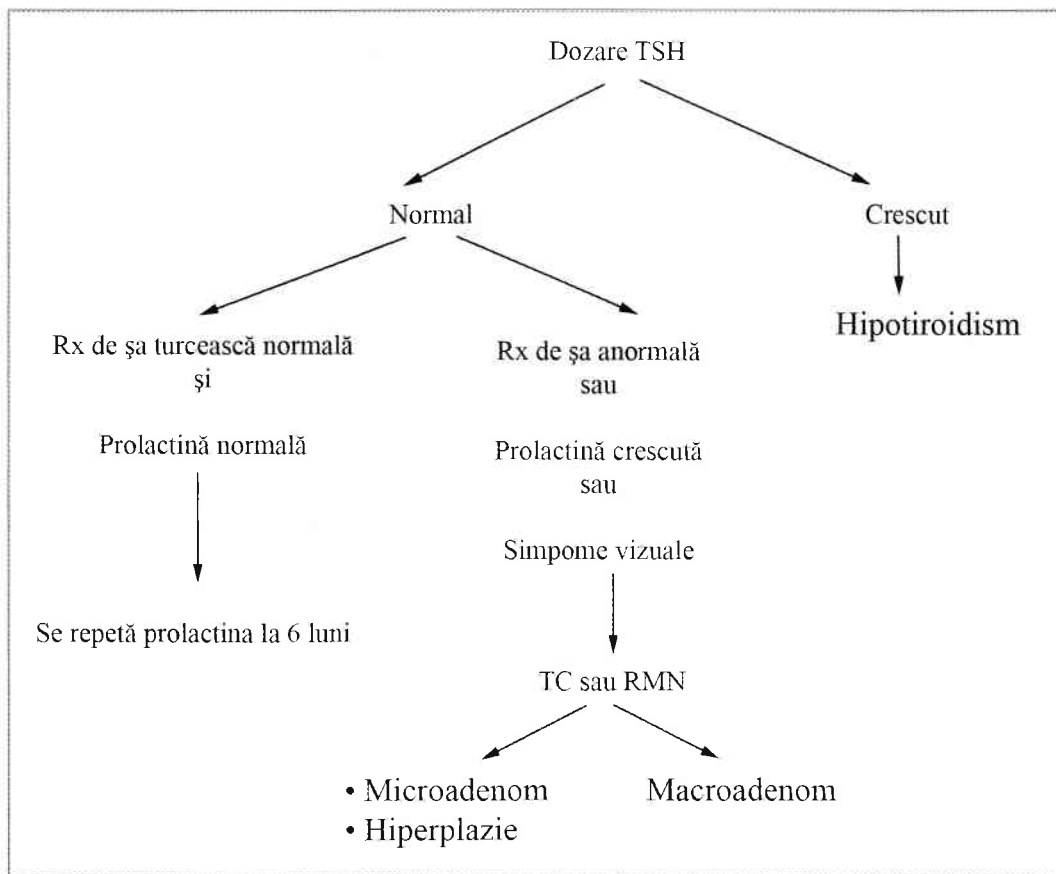 Dozare TSH
Normal
Crescut
Hipotiroidism
Rx de şa turcească normală
şi
Prolactină normală
Se repetă prolactina la 6 luni
Rx de şa anormală
sau
Prolactină crescută
sau
Simpome vizuale
TC sau RMN
• Microadenom
• Hiperplazie
Macroadenom